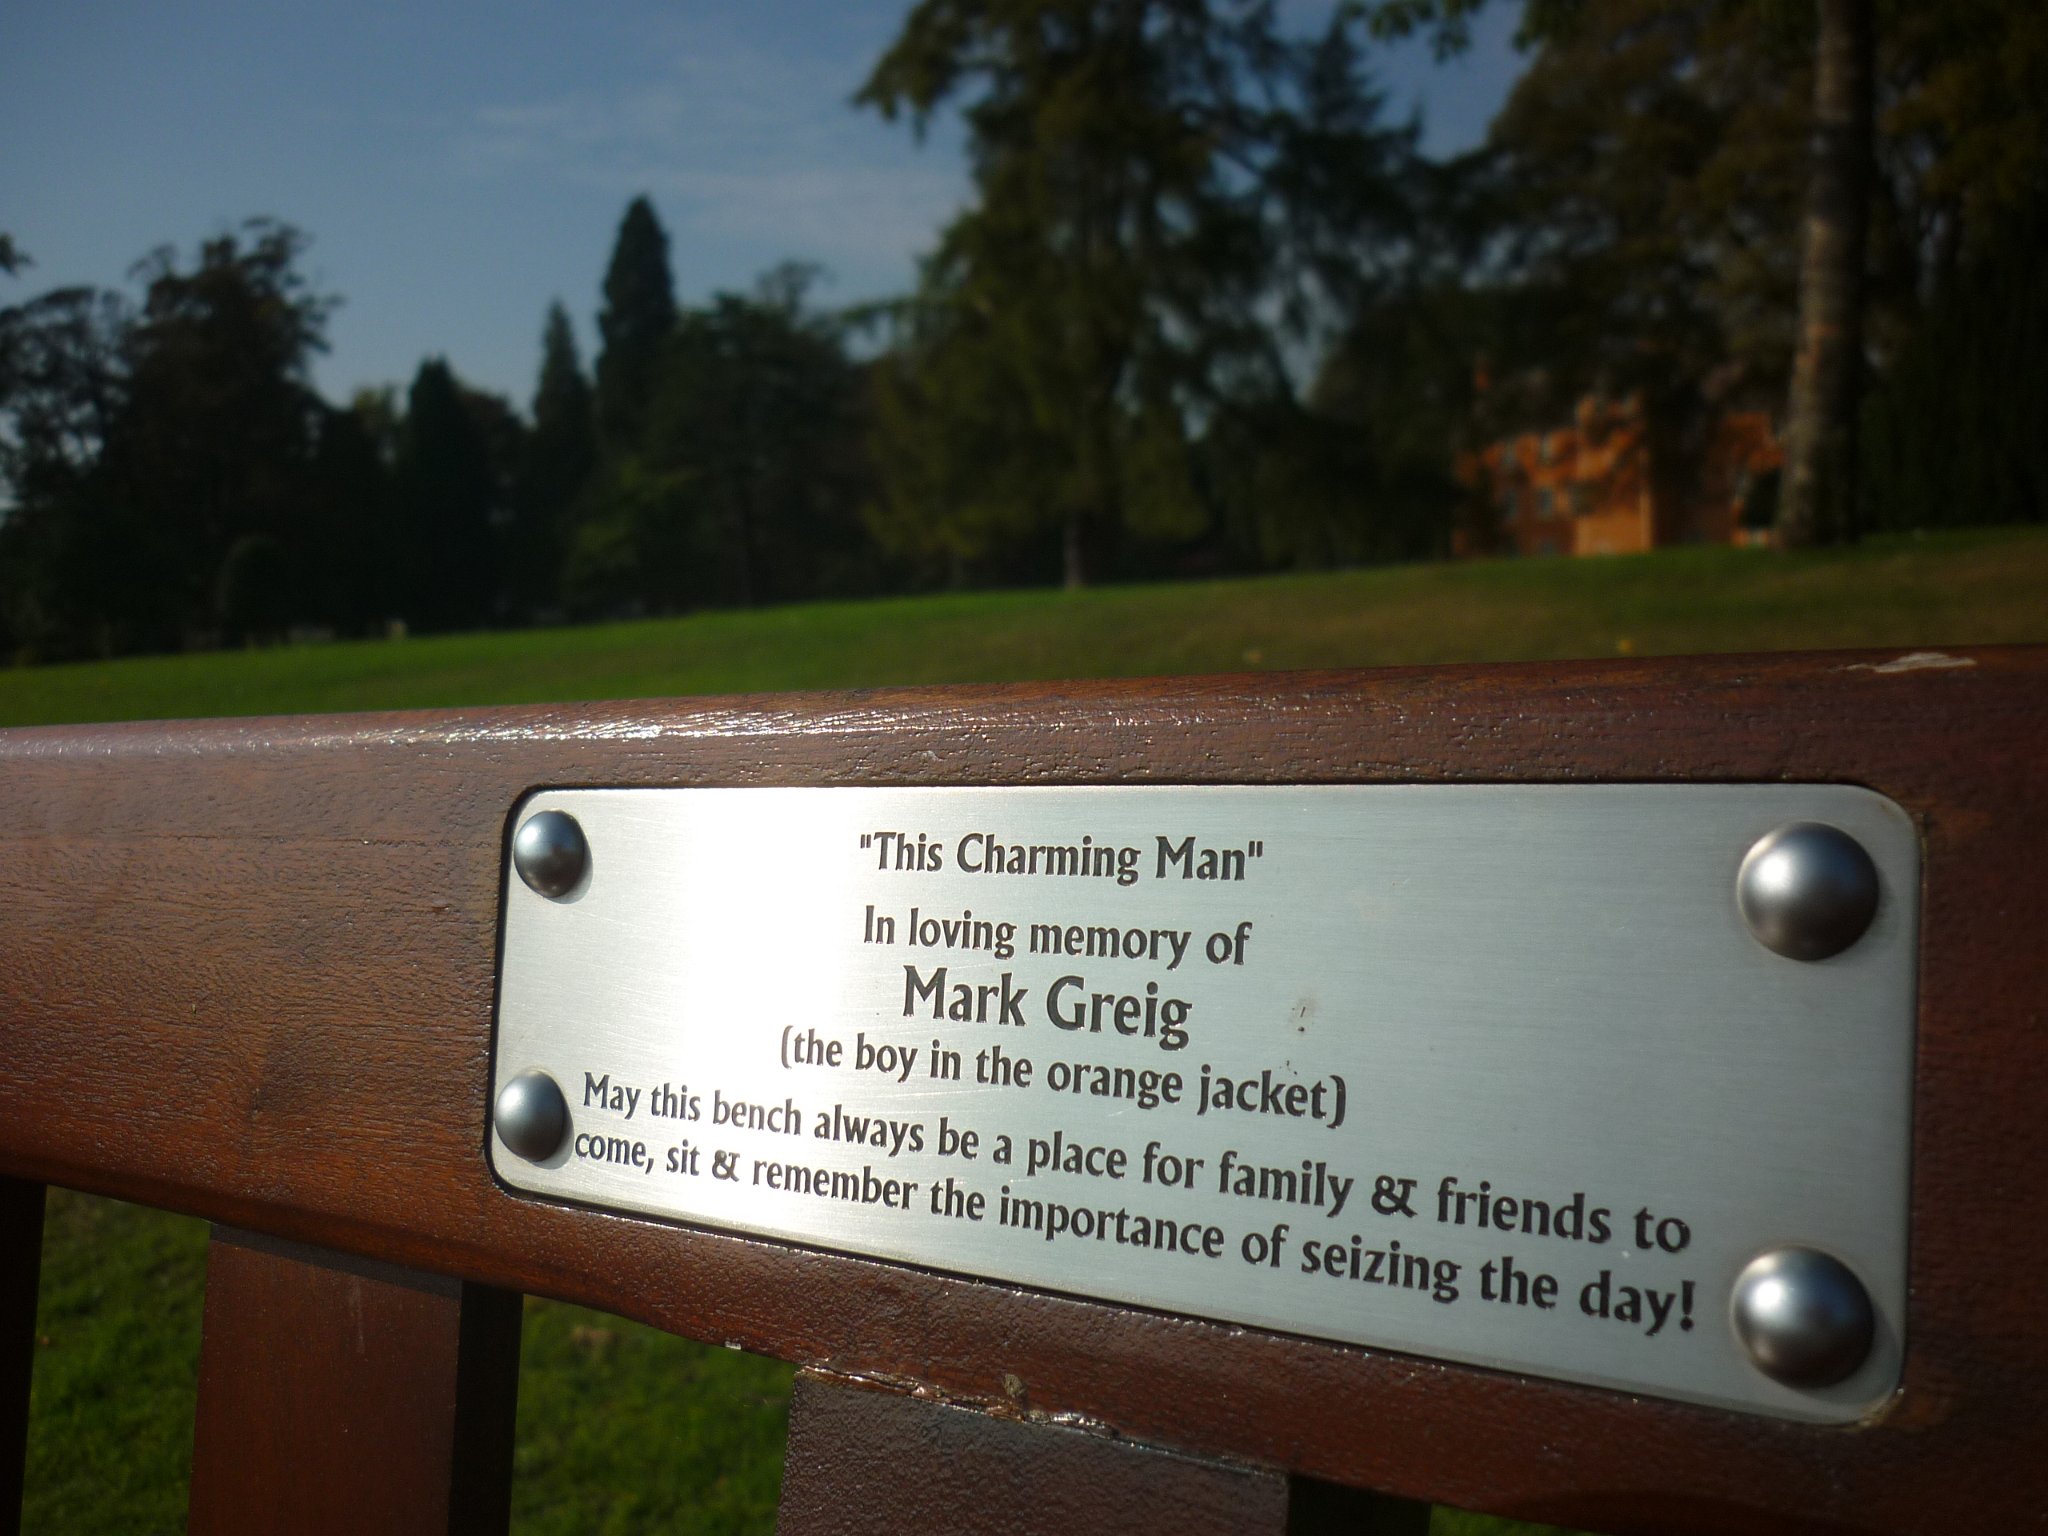 "This Charming Man"
In loving memory of
Mark Greig
(the boy in the orange jacket)
May this bench always be a place for family & friends to
come, sit & remember the importance of seizing the day!